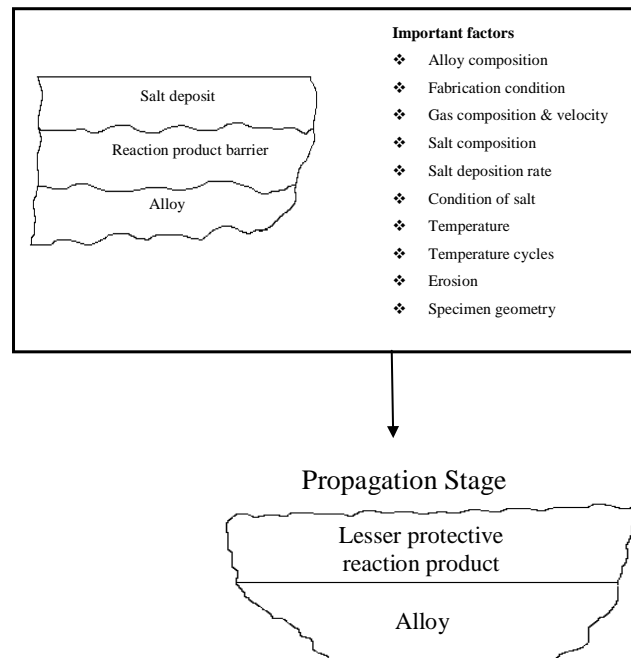 Salt deposit
Reaction product barrier
Alloy
Important factors
❖ Alloy composition
❖ Fabrication condition
❖ Gas composition & velocity
❖ Salt composition
❖ Salt deposition rate
❖ Condition of salt
❖ Temperature
❖ Temperature cycles
❖ Erosion
❖ Specimen geometry
Propagation Stage
Lesser protective
reaction product
Alloy